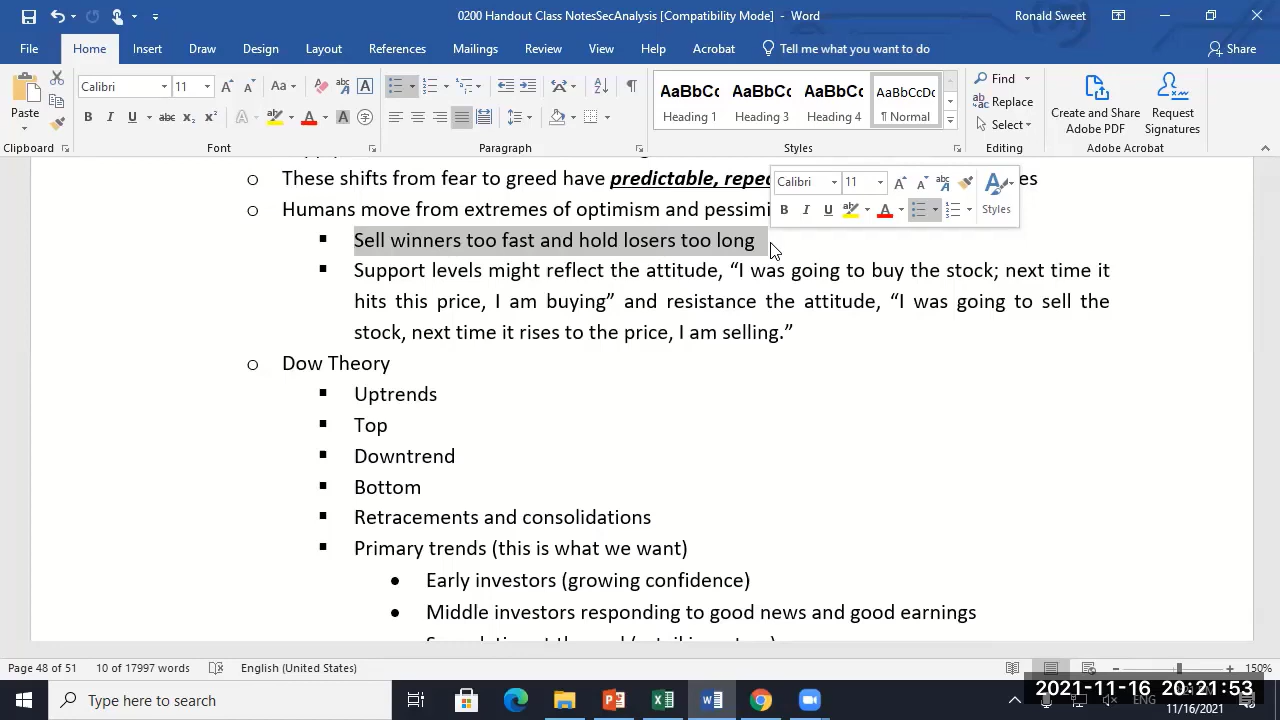 0200 Handout Class NotesSecAnalysis [Compatibility Mode] - Word
Ronald Sweet
File Home Insert Draw Design Layout References Mailings Review View Help Acrobat Tell me what you want to do Share
Paste
Calibri 11 Aa
B I U abc x₂ x² A A A
Clipboard Font Paragraph Styles Editing Adobe Acrobat
AaBbCc AaBbCc AaBbCc AaBbCcDc
Heading 1 Heading 3 Heading 4 ¶ Normal
Find
Replace
Select
Create and Share
Adobe PDF
Request
Signatures
Calibri 11
B I U A Styles
o These shifts from fear to greed have predictable, repea es
o Humans move from extremes of optimism and pessimi
▪ Sell winners too fast and hold losers too long
▪ Support levels might reflect the attitude, “I was going to buy the stock; next time it
hits this price, I am buying” and resistance the attitude, “I was going to sell the
stock, next time it rises to the price, I am selling.”
o Dow Theory
▪ Uptrends
▪ Top
▪ Downtrend
▪ Bottom
▪ Retracements and consolidations
▪ Primary trends (this is what we want)
• Early investors (growing confidence)
• Middle investors responding to good news and good earnings
Page 48 of 51 10 of 17997 words English (United States) 150%
Type here to search
2021-11-16 20:21:53
ENG
11/16/2021